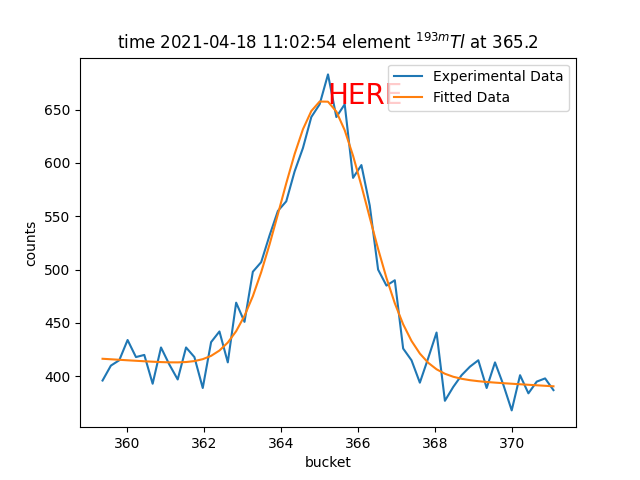 time 2021-04-18 11:02:54 element ¹⁹³ᵐTl at 365.2
HERE
Experimental Data
Fitted Data
counts
650
600
550
500
450
400
360 362 364 366 368 370
bucket